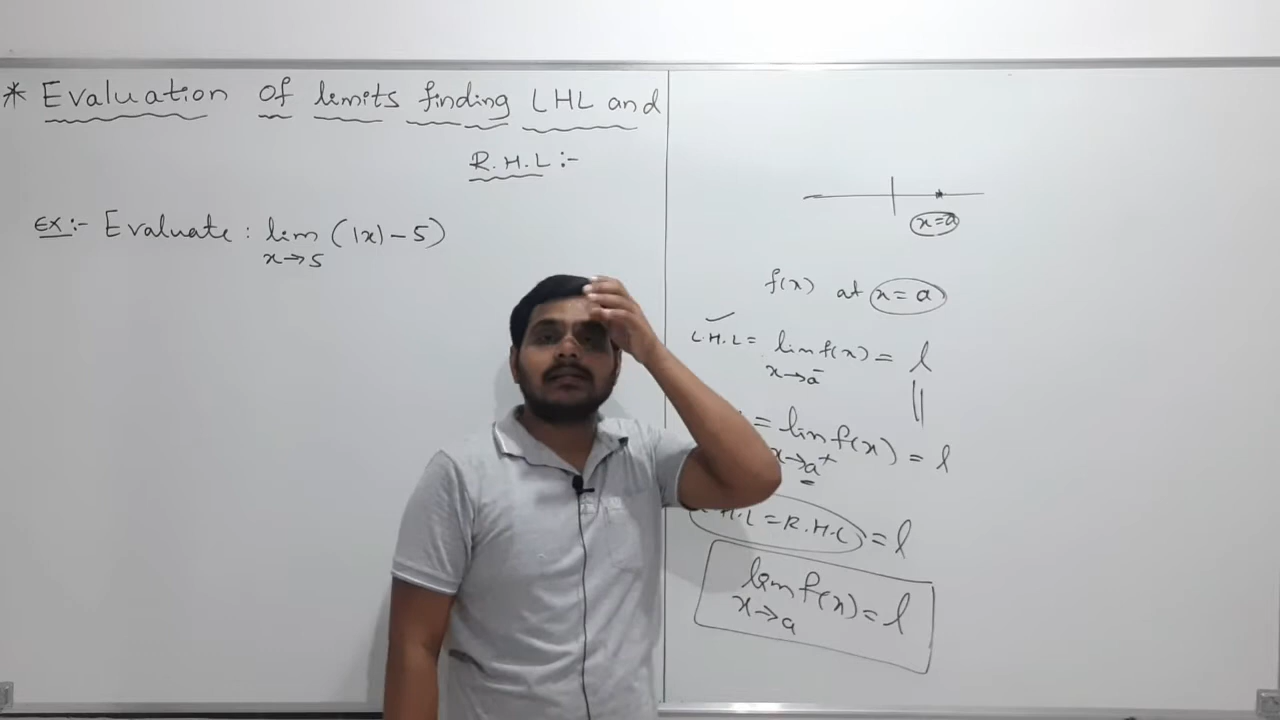 * Evaluation of limits finding LHL and
R.H.L :-
Ex:- Evaluate : lim (|x|-5)
x→5
x=a
f(x) at x=a
L.H.L = lim f(x) = l
x→a⁻
||
= lim f(x) = l
x→a⁺
H.L = R.H.L = l
lim f(x) = l
x→a